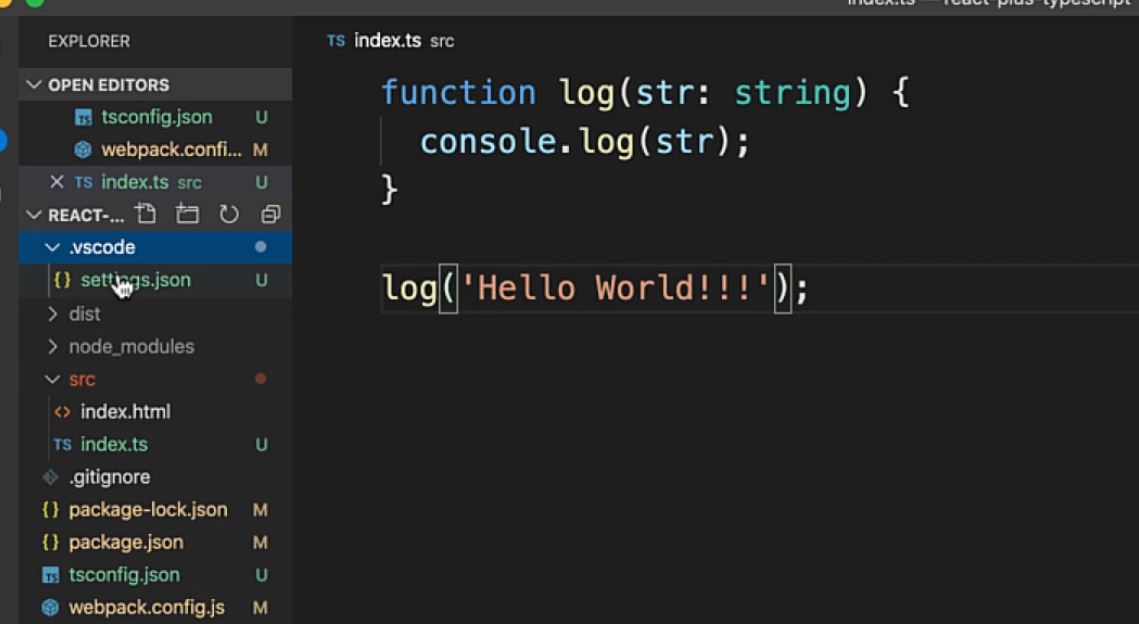 index.ts — react-plus-typescript
EXPLORER
OPEN EDITORS
tsconfig.json U
webpack.confi... M
TS index.ts src U
REACT-...
.vscode
{} settings.json U
dist
node_modules
src
<> index.html
TS index.ts U
.gitignore
{} package-lock.json M
{} package.json M
TS tsconfig.json U
webpack.config.js M
TS index.ts src
function log(str: string) {
console.log(str);
}
log('Hello World!!!');